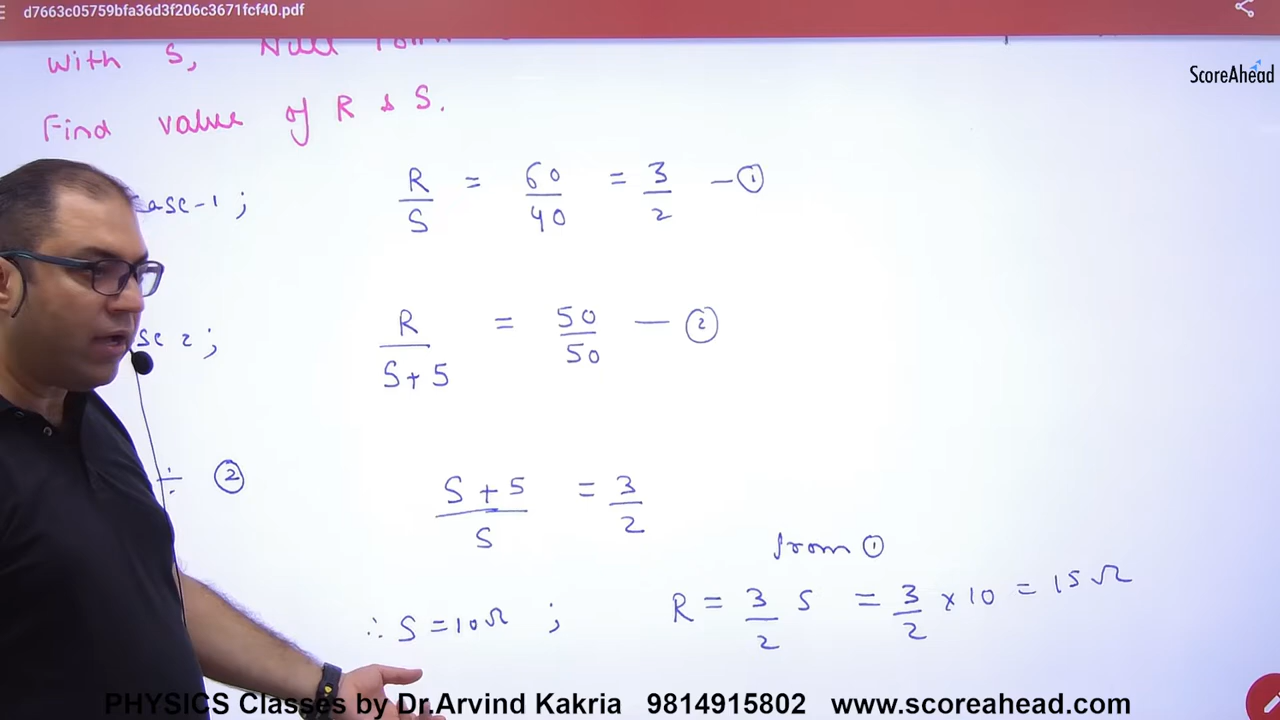 d7663c05759bfa36d3f206c3671fcf40.pdf
With S, Null
ScoreAhead
Find value of R & S.
Case-1 ;
R/S = 60/40 = 3/2 - ①
2 ;
R/(S+5) = 50/50 - ②
÷ ②
(S+5)/S = 3/2
from ①
∴ S = 10Ω ; R = 3/2 S = 3/2 × 10 = 15Ω
PHYSICS Classes by Dr.Arvind Kakria 9814915802 www.scoreahead.com